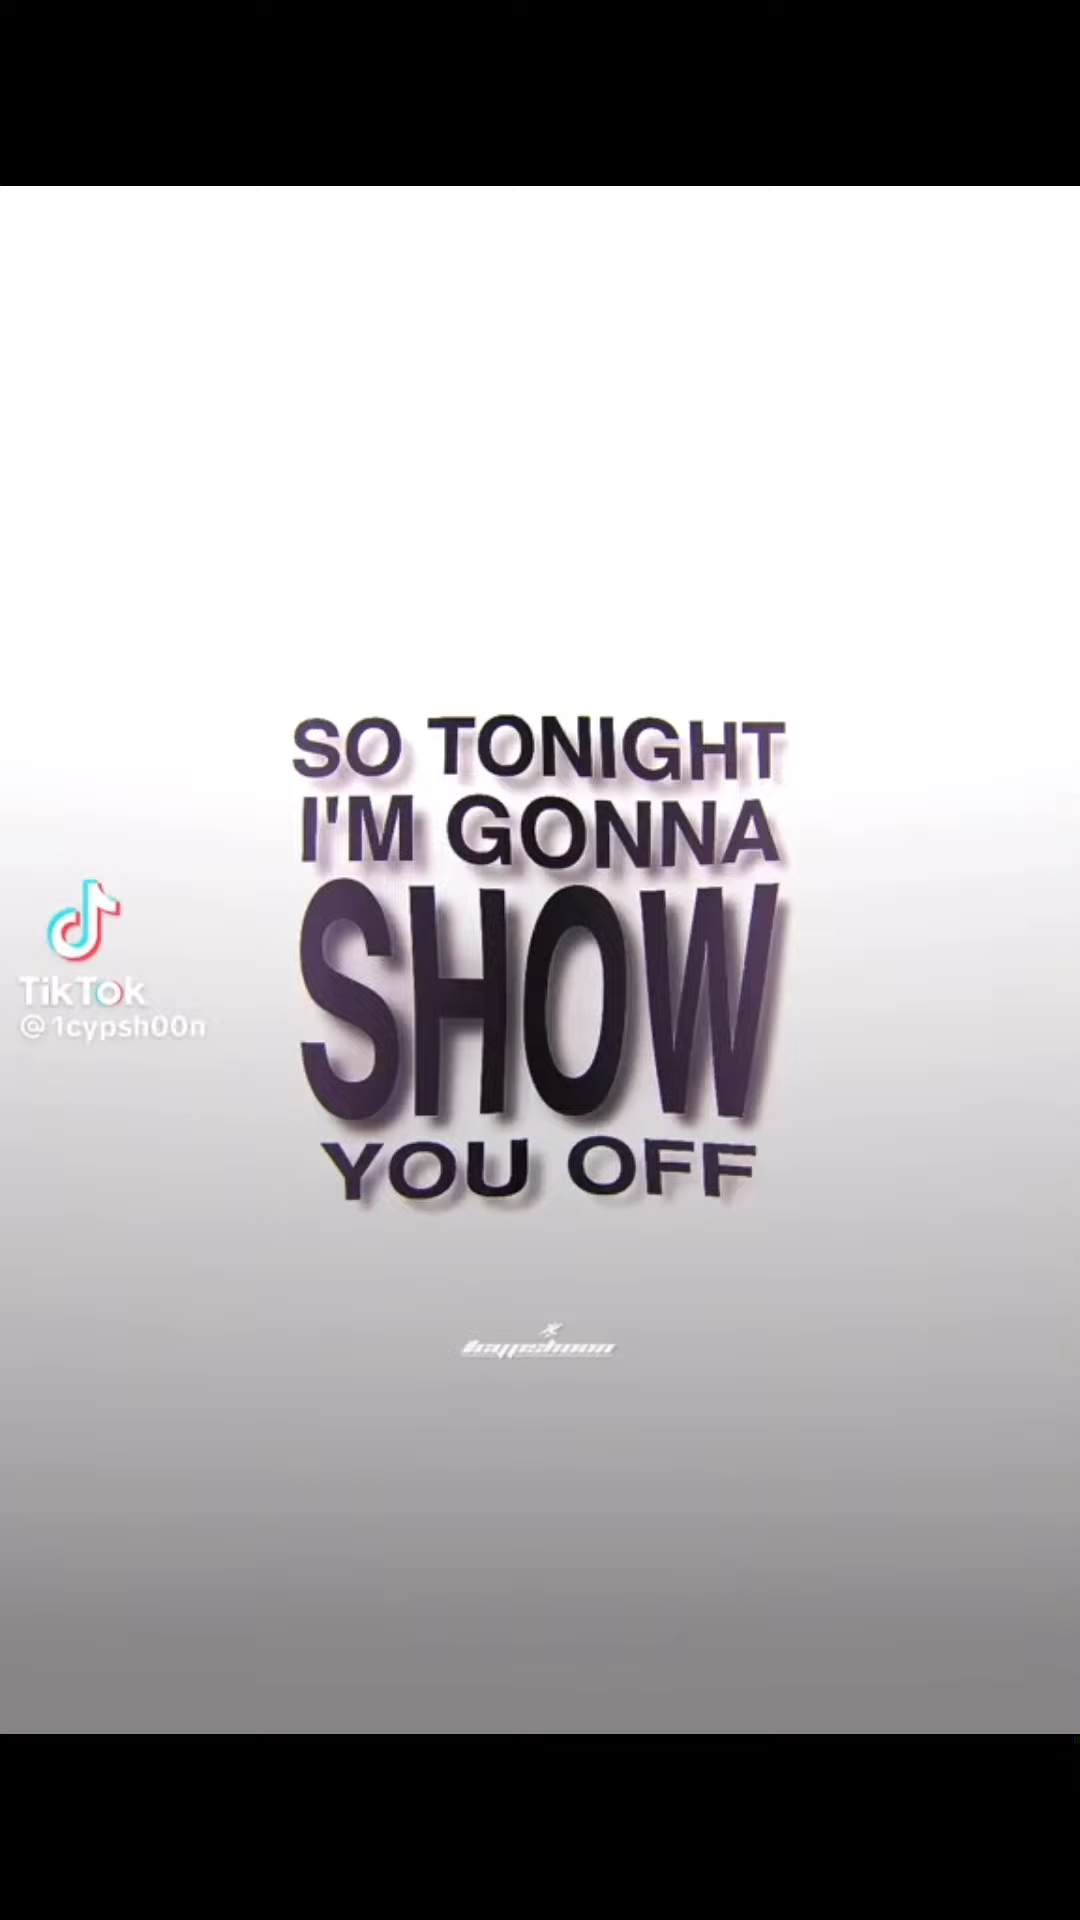 SO TONIGHT
I'M GONNA
SHOW
YOU OFF
TikTok
@1cypsh00n